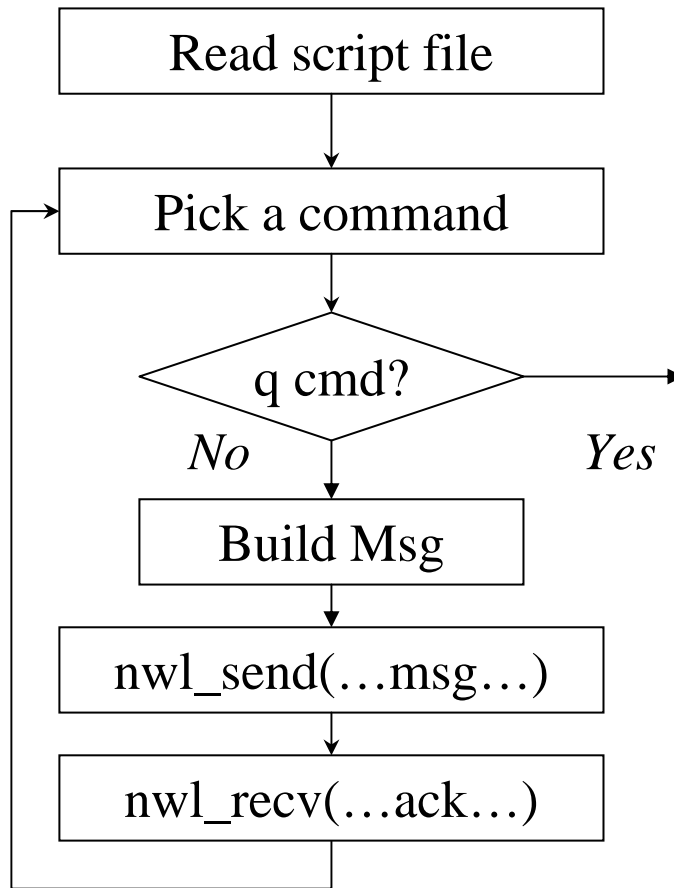 Read script file
Pick a command
q cmd?
No
Yes
Build Msg
nwl_send(…msg…)
nwl_recv(…ack…)